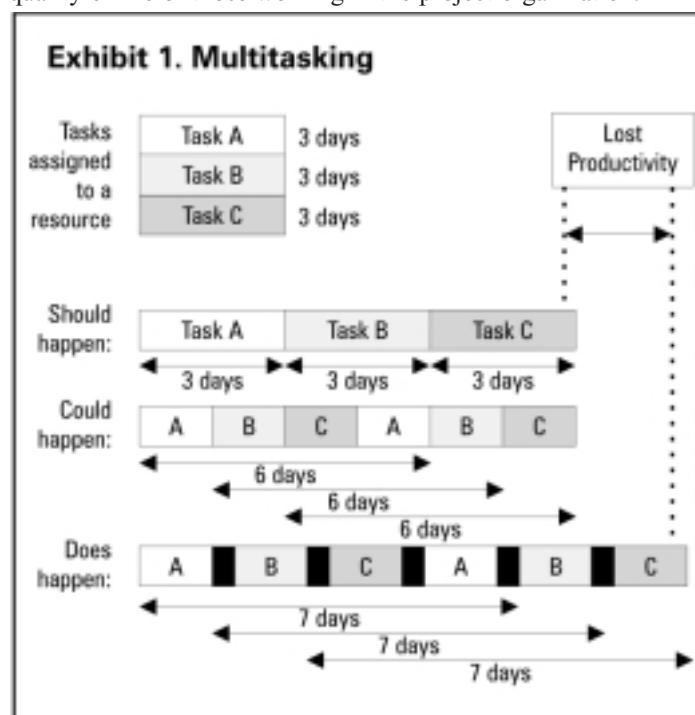 Exhibit 1. Multitasking
Tasks assigned to a resource
Task A 3 days
Task B 3 days
Task C 3 days
Lost Productivity
Should happen:
Task A Task B Task C
3 days 3 days 3 days
Could happen:
A B C A B C
6 days
6 days
6 days
Does happen:
A B C A B C
7 days
7 days
7 days